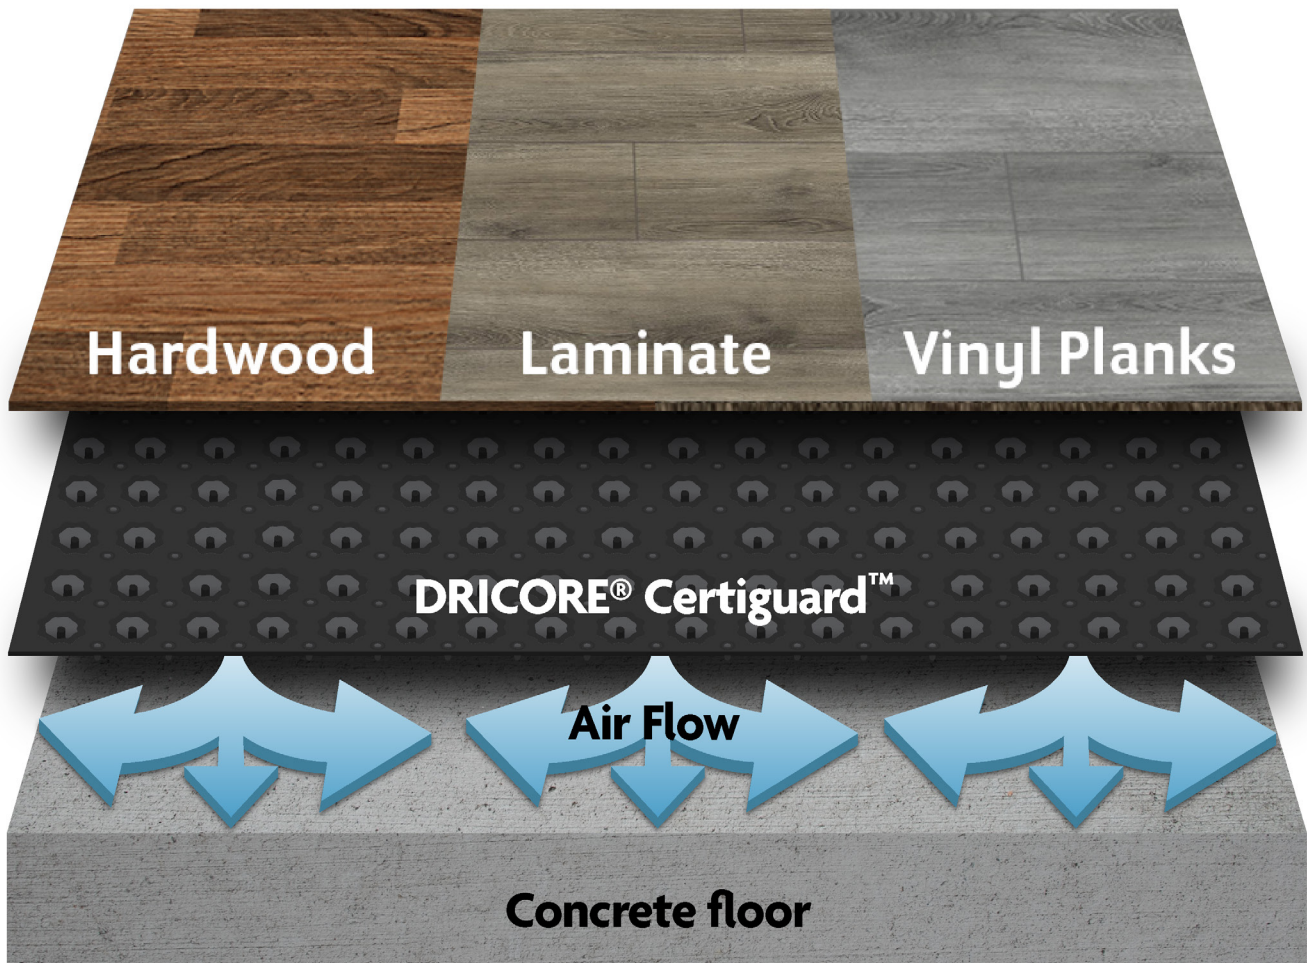 Hardwood
Laminate
Vinyl Planks
DRICORE® Certiguard™
Air Flow
Concrete floor